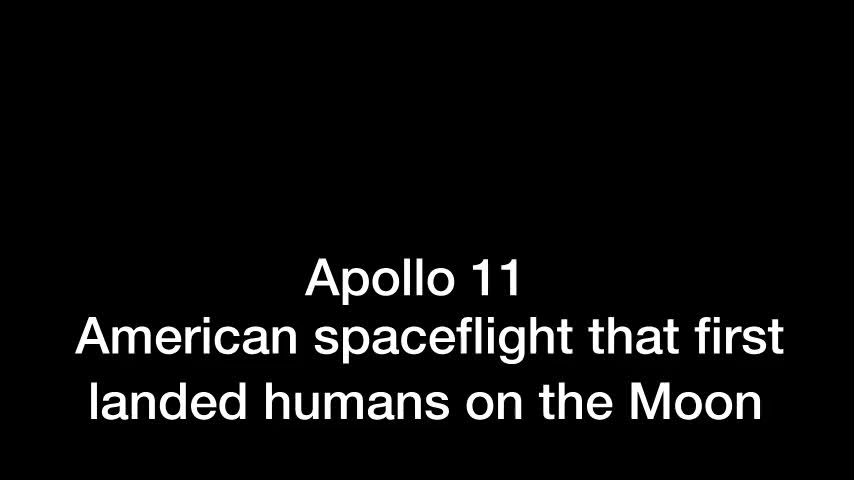 Apollo 11
American spaceflight that first
landed humans on the Moon